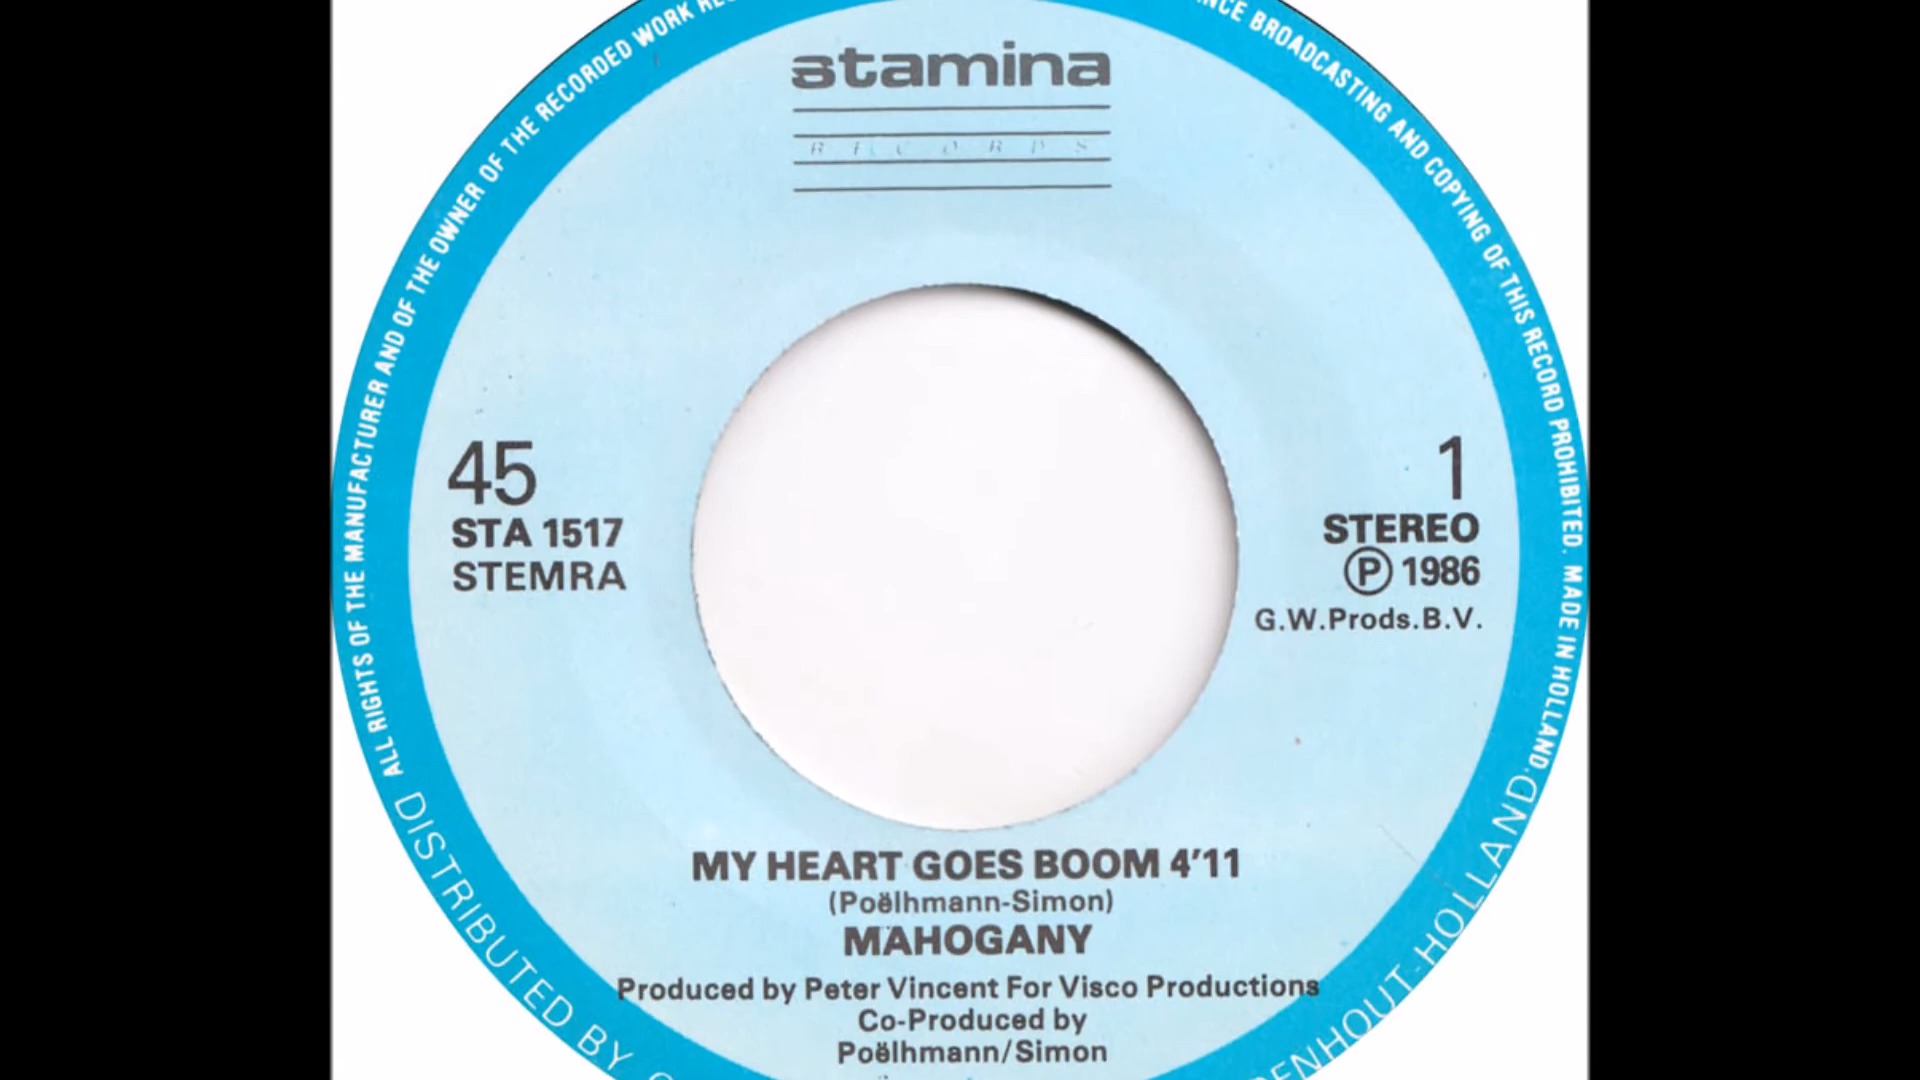 ALL RIGHTS OF THE MANUFACTURER AND OF THE OWNER OF THE RECORDED WORK
BROADCASTING AND COPYING OF THIS RECORD PROHIBITED. MADE IN HOLLAND.
stamina
RECORDS
45
STA 1517
STEMRA
1
STEREO
Ⓟ 1986
G.W.Prods.B.V.
MY HEART GOES BOOM 4'11
(Poëlhmann-Simon)
MAHOGANY
Produced by Peter Vincent For Visco Productions
Co-Produced by
Poëlhmann/Simon
DISTRIBUTED BY
HOLLAND